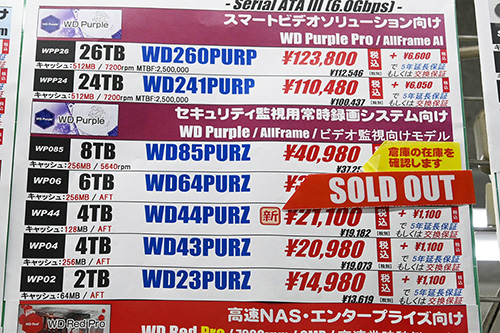 Serial ATA III (6.0Gbps)
WD Purple
スマートビデオソリューション向け
WD Purple Pro / AllFrame AI
WPP26 26TB WD260PURP ¥123,800 税込 + ¥6,600
キャッシュ:512MB / 7200rpm MTBF:2,500,000 ¥112,546 (税別) で 5年延長保証 もしくは 交換保証
WPP24 24TB WD241PURP ¥110,480 税込 + ¥6,050
キャッシュ:512MB / 7200rpm MTBF:2,500,000 ¥100,437 (税別) で 5年延長保証 もしくは 交換保証
WD Purple
セキュリティ監視用常時録画システム向け
WD Purple / AllFrame / ビデオ監視向けモデル
WP085 8TB WD85PURZ ¥40,980 税込
キャッシュ:256MB / 5640rpm
倉庫の在庫を
確認します
WP06 6TB WD64PURZ
キャッシュ:256MB / AFT
SOLD OUT
WP44 4TB WD44PURZ 新 ¥21,100 税込 + ¥1,100
キャッシュ:128MB / AFT ¥19,182 (税別) で 5年延長保証 もしくは 交換保証
WP04 4TB WD43PURZ ¥20,980 税込 + ¥1,100
キャッシュ:256MB / AFT ¥19,073 (税別) で 5年延長保証 もしくは 交換保証
WP02 2TB WD23PURZ ¥14,980 税込 + ¥1,100
キャッシュ:64MB / AFT ¥13,619 (税別) で 5年延長保証 もしくは 交換保証
WD Red Pro
高速NAS・エンタープライズ向け
WD Red Pro